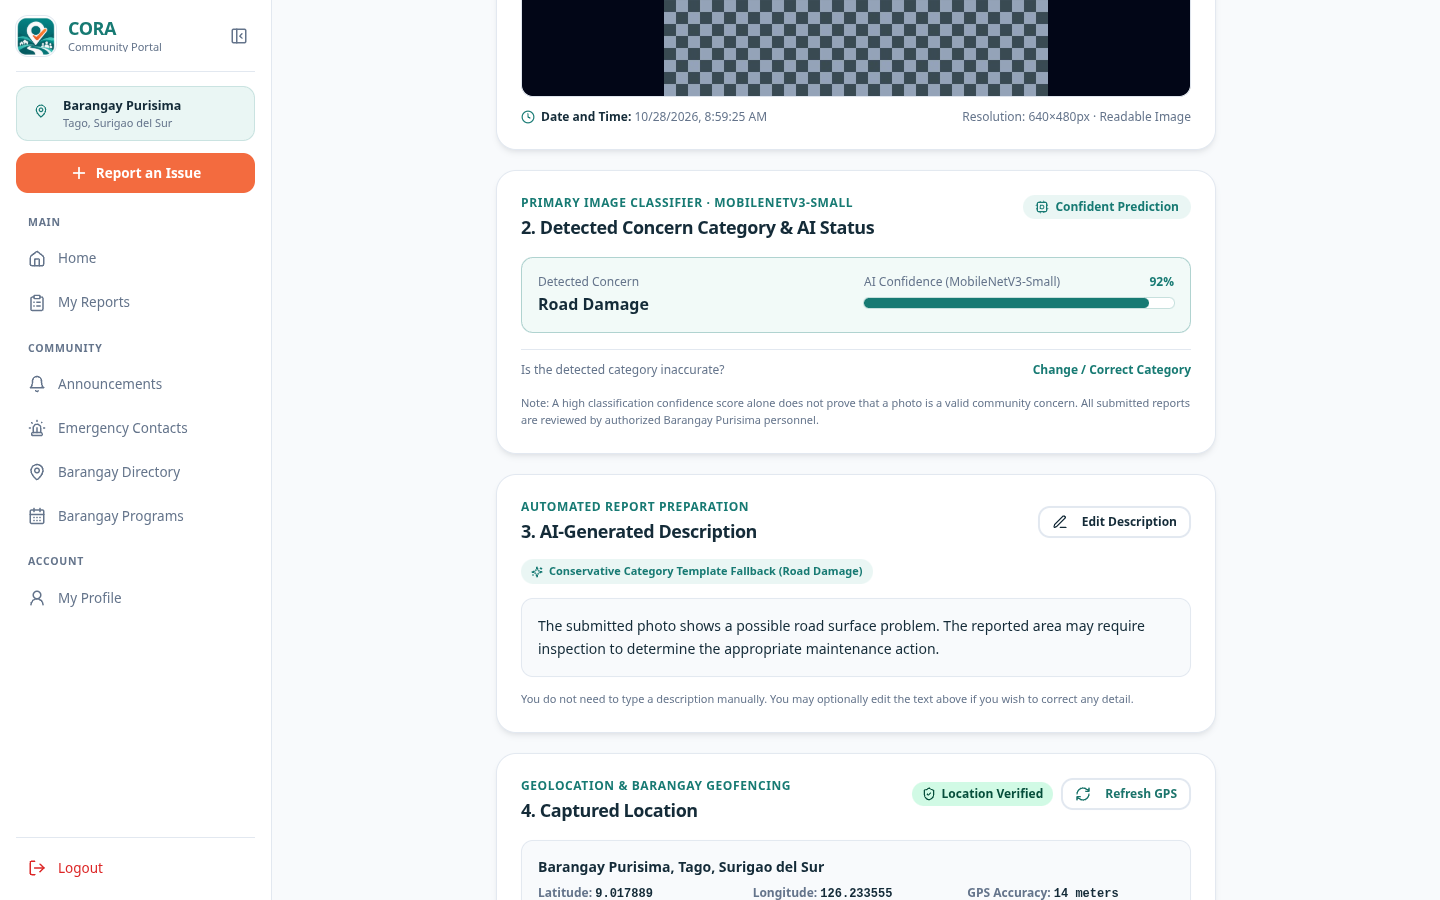 CORA
Community Portal
Barangay Purisima
Tago, Surigao del Sur
Report an Issue
MAIN
Home
My Reports
COMMUNITY
Announcements
Emergency Contacts
Barangay Directory
Barangay Programs
ACCOUNT
My Profile
Logout
Date and Time: 10/28/2026, 8:59:25 AM
Resolution: 640×480px · Readable Image
PRIMARY IMAGE CLASSIFIER · MOBILENETV3-SMALL
2. Detected Concern Category & AI Status
Confident Prediction
Detected Concern
Road Damage
AI Confidence (MobileNetV3-Small)
92%
Is the detected category inaccurate?
Change / Correct Category
Note: A high classification confidence score alone does not prove that a photo is a valid community concern. All submitted reports
are reviewed by authorized Barangay Purisima personnel.
AUTOMATED REPORT PREPARATION
3. AI-Generated Description
Edit Description
Conservative Category Template Fallback (Road Damage)
The submitted photo shows a possible road surface problem. The reported area may require
inspection to determine the appropriate maintenance action.
You do not need to type a description manually. You may optionally edit the text above if you wish to correct any detail.
GEOLOCATION & BARANGAY GEOFENCING
4. Captured Location
Location Verified
Refresh GPS
Barangay Purisima, Tago, Surigao del Sur
Latitude: 9.017889
Longitude: 126.233555
GPS Accuracy: 14 meters